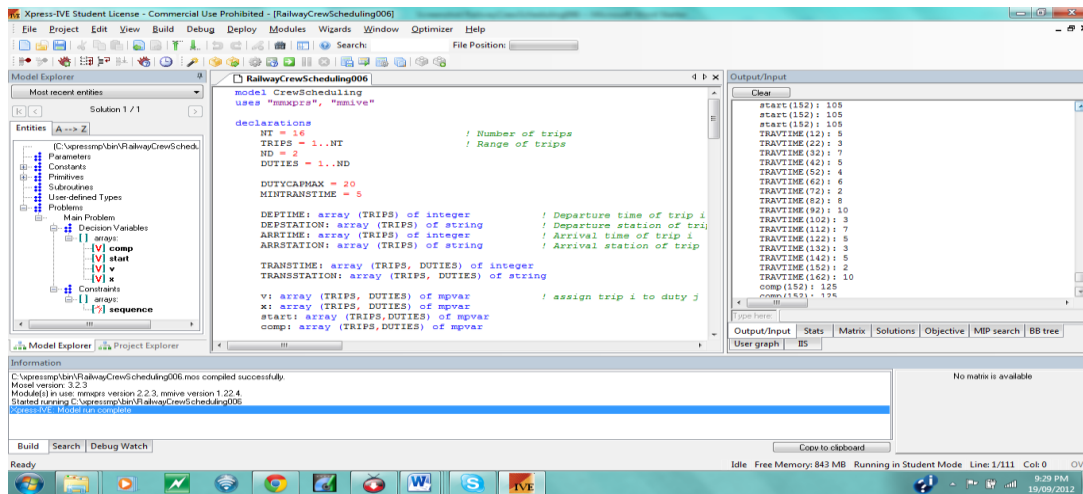 Xpress-IVE Student License - Commercial Use Prohibited - [RailwayCrewScheduling006]
File Project Edit View Build Debug Deploy Modules Wizards Window Optimizer Help
Search: File Position:
Model Explorer
Most recent entities
Solution 1 / 1
Entities A --> Z
(C:\xpressmp\bin\RailwayCrewSchedu
Parameters
Constants
Primitives
Subroutines
User-defined Types
Problems
Main Problem
Decision Variables
arrays:
comp
start
v
x
Constraints
arrays:
sequence
Model Explorer Project Explorer
RailwayCrewScheduling006
model CrewScheduling
uses "mmxprs", "mmive"
declarations
NT = 16 ! Number of trips
TRIPS = 1..NT ! Range of trips
ND = 2
DUTIES = 1..ND
DUTYCAPMAX = 20
MINTRANSTIME = 5
DEPTIME: array (TRIPS) of integer ! Departure time of trip i
DEPSTATION: array (TRIPS) of string ! Departure station of tri
ARRTIME: array (TRIPS) of integer ! Arrival time of trip i
ARRSTATION: array (TRIPS) of string ! Arrival station of trip
TRANSTIME: array (TRIPS, DUTIES) of integer
TRANSSTATION: array (TRIPS, DUTIES) of string
v: array (TRIPS, DUTIES) of mpvar ! assign trip i to duty j
x: array (TRIPS, DUTIES) of mpvar
start: array (TRIPS,DUTIES) of mpvar
comp: array (TRIPS,DUTIES) of mpvar
Output/Input
Clear
start(152): 105
start(152): 105
start(152): 105
TRAVTIME(12): 5
TRAVTIME(22): 3
TRAVTIME(32): 7
TRAVTIME(42): 5
TRAVTIME(52): 4
TRAVTIME(62): 6
TRAVTIME(72): 2
TRAVTIME(82): 8
TRAVTIME(92): 10
TRAVTIME(102): 3
TRAVTIME(112): 7
TRAVTIME(122): 5
TRAVTIME(132): 3
TRAVTIME(142): 5
TRAVTIME(152): 2
TRAVTIME(162): 10
comp(152): 125
comp(152): 125
Type here:
Output/Input Stats Matrix Solutions Objective MIP search BB tree
User graph IIS
Information
C:\xpressmp\bin\RailwayCrewScheduling006.mos compiled successfully.
Mosel version: 3.2.3
Module(s) in use: mmxprs version 2.2.3, mmive version 1.22.4.
Started running C:\xpressmp\bin\RailwayCrewScheduling006
Xpress-IVE: Model run complete
No matrix is available
Build Search Debug Watch
Copy to clipboard
Ready
Idle Free Memory: 843 MB Running in Student Mode Line: 1/111 Col: 0 OV
IVE
9:29 PM
19/09/2012